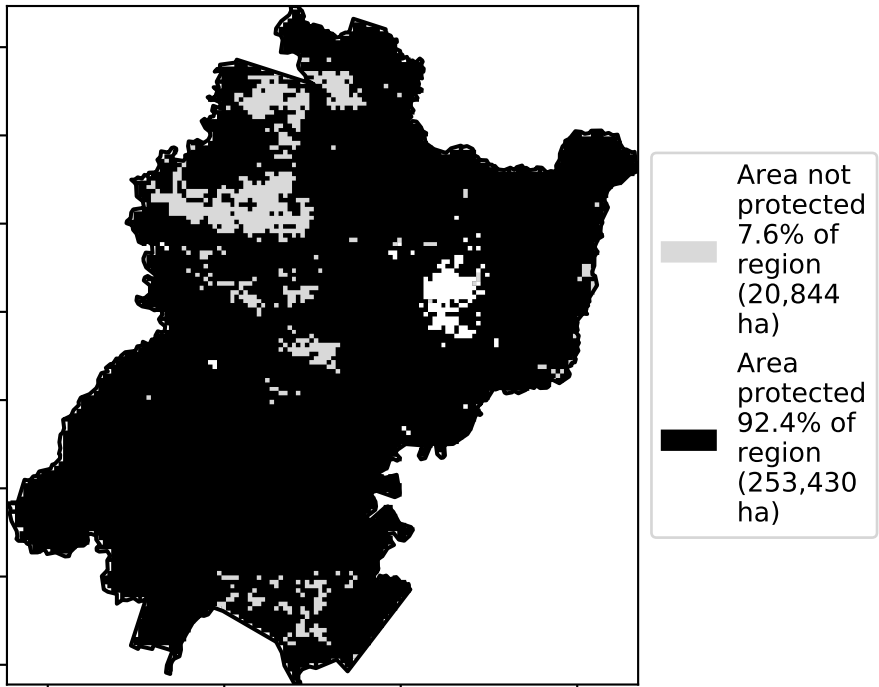 Area not
protected
7.6% of
region
(20,844
ha)
Area
protected
92.4% of
region
(253,430
ha)